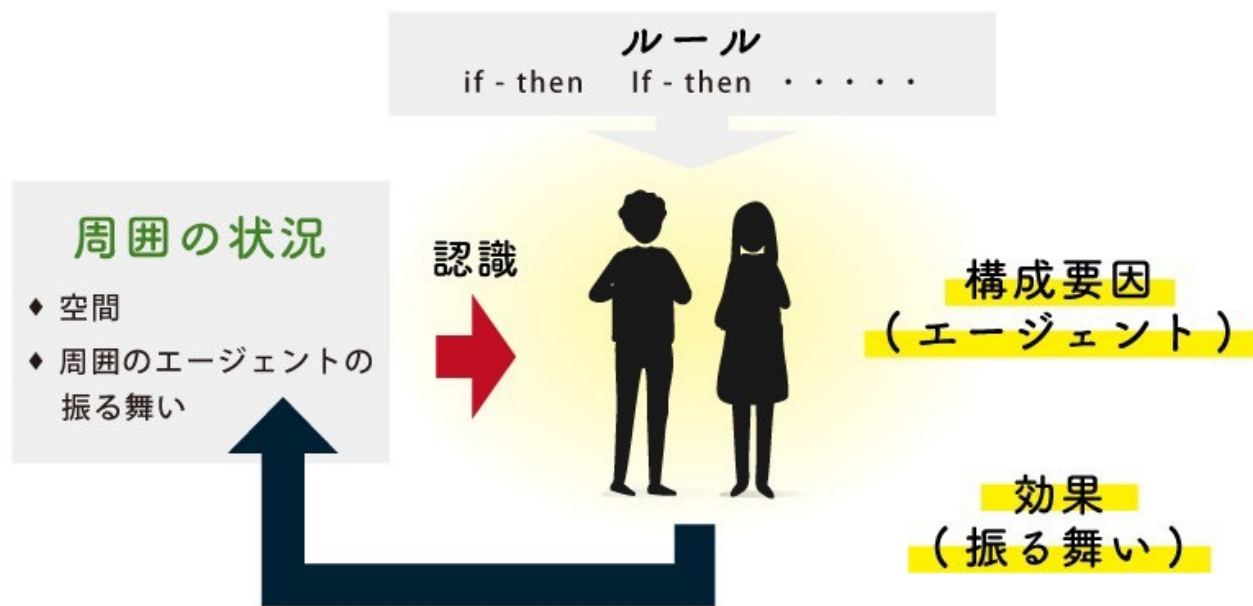 ルール
if - then If - then ・・・・・
周囲の状況
♦ 空間
♦ 周囲のエージェントの
振る舞い
認識
構成要因
(エージェント)
効果
(振る舞い)